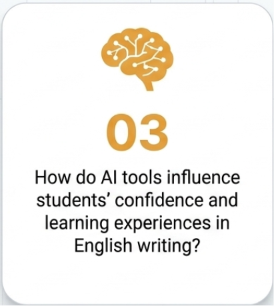 03
How do AI tools influence
students’ confidence and
learning experiences in
English writing?